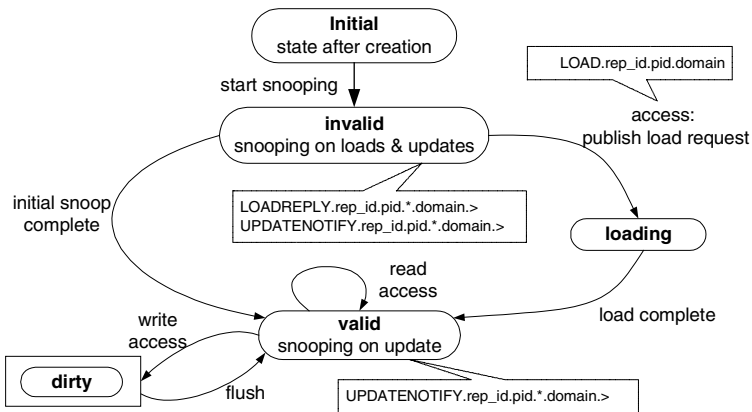 Initial
state after creation
LOAD.rep_id.pid.domain
start snooping
access:
publish load request
invalid
snooping on loads & updates
initial snoop
complete
LOADREPLY.rep_id.pid.*.domain.>
UPDATENOTIFY.rep_id.pid.*.domain.>
loading
read
access
load complete
write
access
valid
snooping on update
dirty
flush
UPDATENOTIFY.rep_id.pid.*.domain.>